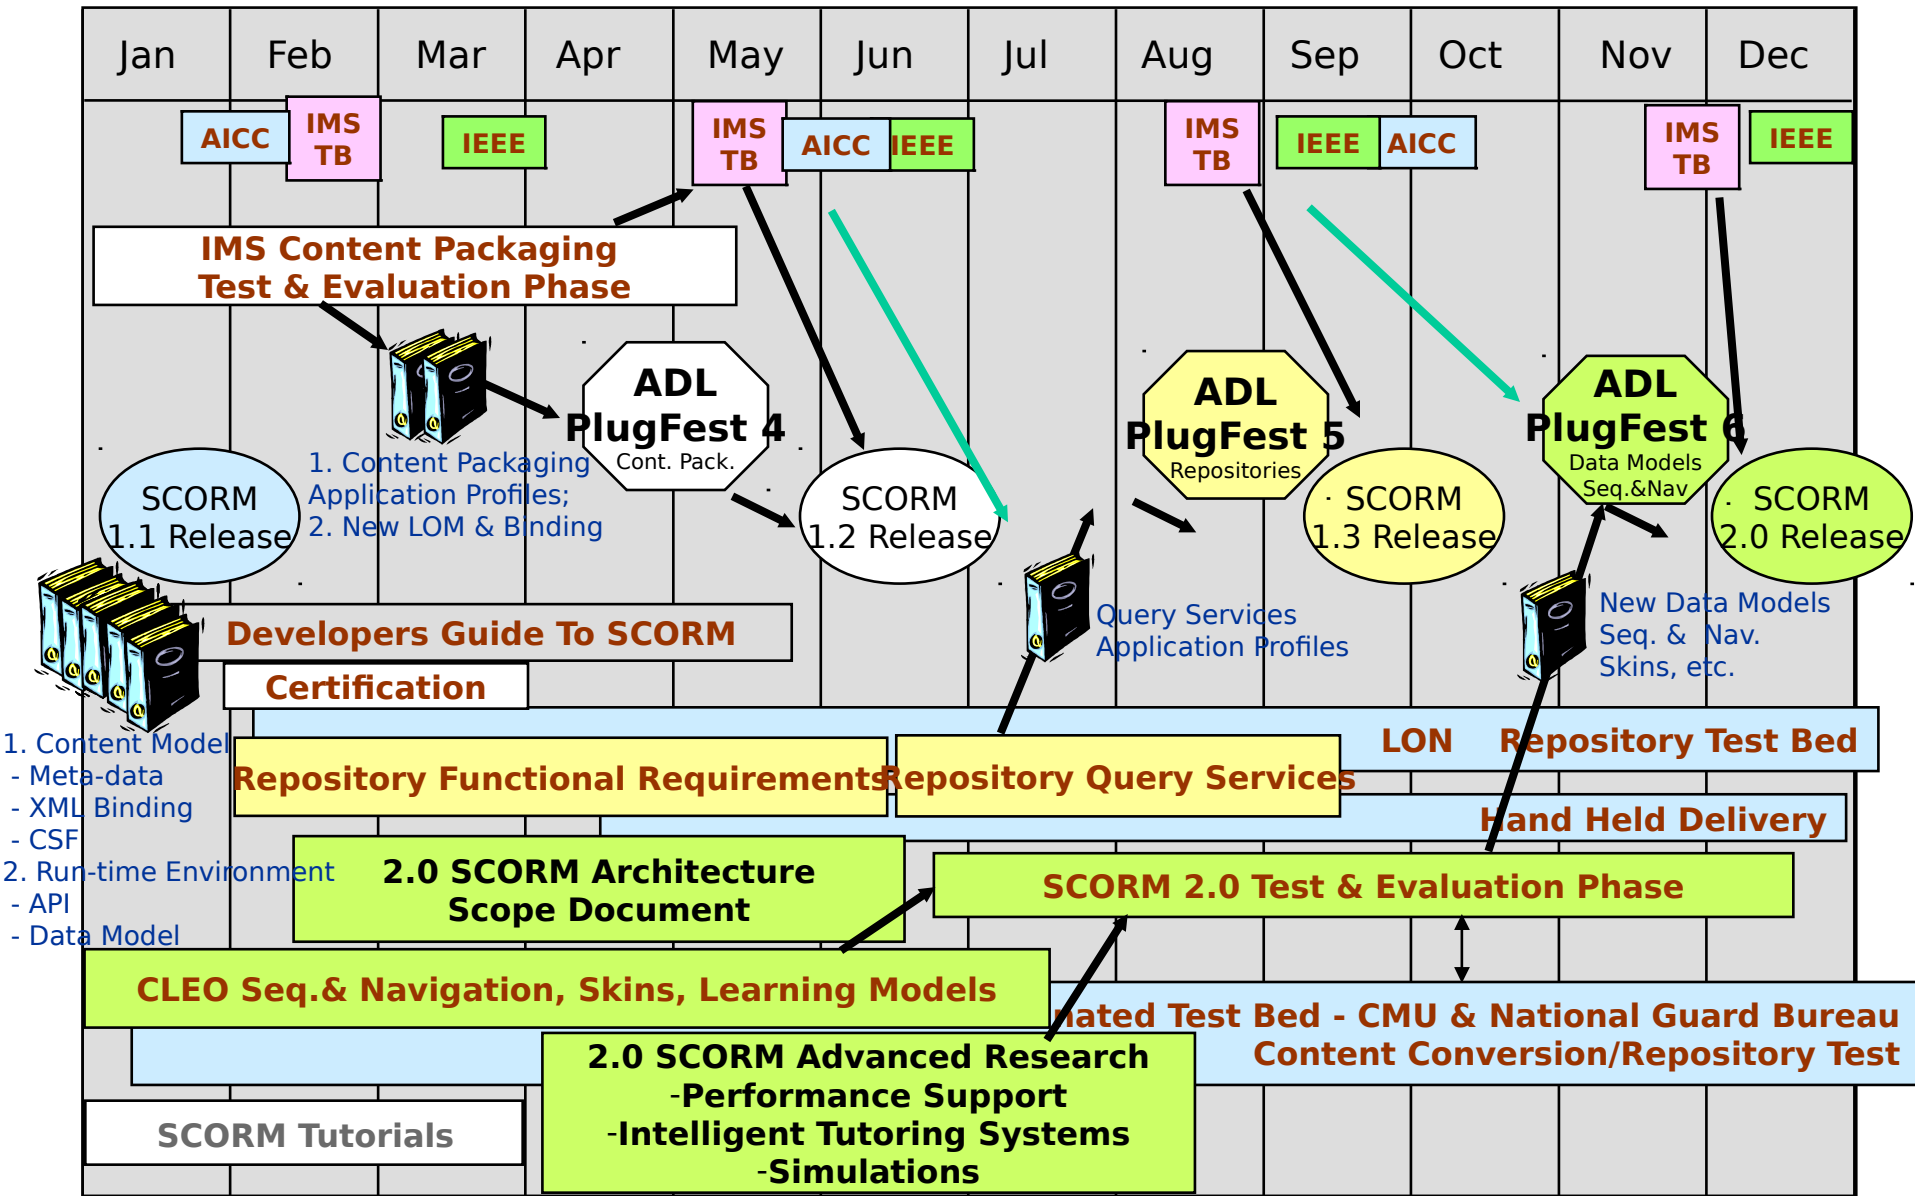 Jan Feb Mar Apr May Jun Jul Aug Sep Oct Nov Dec
AICC
IMS
TB
IEEE
IMS
TB
AICC
IEEE
IMS
TB
IEEE
AICC
IMS
TB
IEEE
IMS Content Packaging
Test & Evaluation Phase
ADL
PlugFest 4
Cont. Pack.
ADL
PlugFest 5
Repositories
ADL
PlugFest 6
Data Models
Seq.&Nav
SCORM
1.1 Release
1. Content Packaging
Application Profiles;
2. New LOM & Binding
SCORM
1.2 Release
SCORM
1.3 Release
SCORM
2.0 Release
Query Services
Application Profiles
New Data Models
Seq. & Nav.
Skins, etc.
Developers Guide To SCORM
Certification
LON Repository Test Bed
Repository Functional Requirements
Repository Query Services
Hand Held Delivery
1. Content Model
- Meta-data
- XML Binding
- CSF
2. Run-time Environment
- API
- Data Model
2.0 SCORM Architecture
Scope Document
SCORM 2.0 Test & Evaluation Phase
CLEO Seq.& Navigation, Skins, Learning Models
Test Bed - CMU & National Guard Bureau
Content Conversion/Repository Test
2.0 SCORM Advanced Research
-Performance Support
-Intelligent Tutoring Systems
-Simulations
SCORM Tutorials